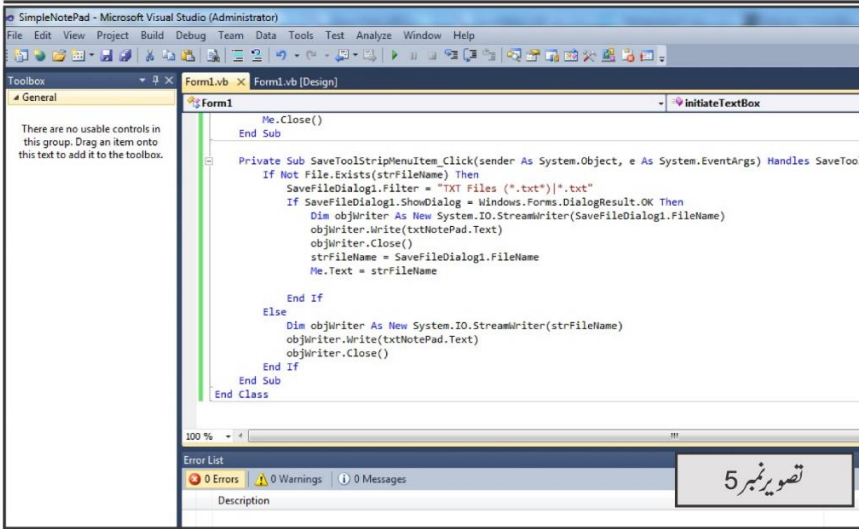 SimpleNotePad - Microsoft Visual Studio (Administrator)
File Edit View Project Build Debug Team Data Tools Test Analyze Window Help
Toolbox
General
There are no usable controls in
this group. Drag an item onto
this text to add it to the toolbox.
Form1.vb Form1.vb [Design]
Form1 initiateTextBox
Me.Close()
End Sub
Private Sub SaveToolStripMenuItem_Click(sender As System.Object, e As System.EventArgs) Handles SaveTool
If Not File.Exists(strFileName) Then
SaveFileDialog1.Filter = "TXT Files (*.txt*)|*.txt"
If SaveFileDialog1.ShowDialog = Windows.Forms.DialogResult.OK Then
Dim objWriter As New System.IO.StreamWriter(SaveFileDialog1.FileName)
objWriter.Write(txtNotePad.Text)
objWriter.Close()
strFileName = SaveFileDialog1.FileName
Me.Text = strFileName
End If
Else
Dim objWriter As New System.IO.StreamWriter(strFileName)
objWriter.Write(txtNotePad.Text)
objWriter.Close()
End If
End Sub
End Class
100 %
Error List
0 Errors 0 Warnings 0 Messages
Description
تصویر نمبر 5